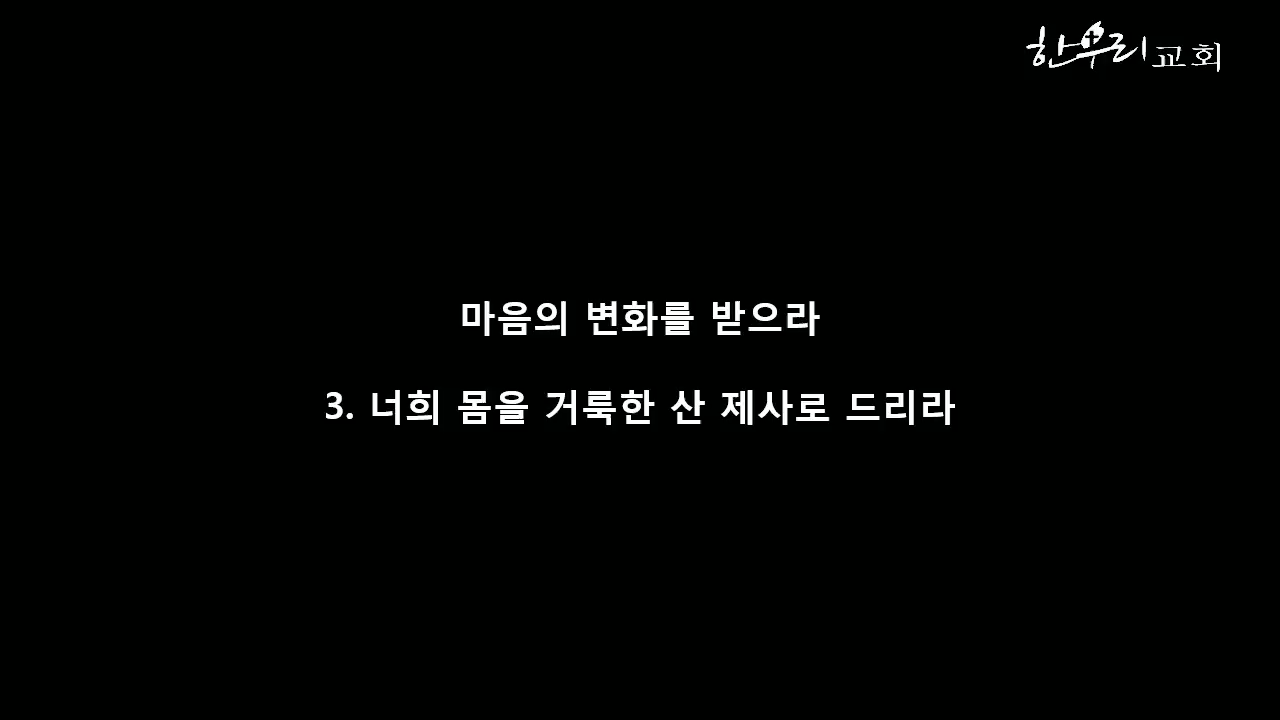 한우리교회
마음의 변화를 받으라
3. 너희 몸을 거룩한 산 제사로 드리라